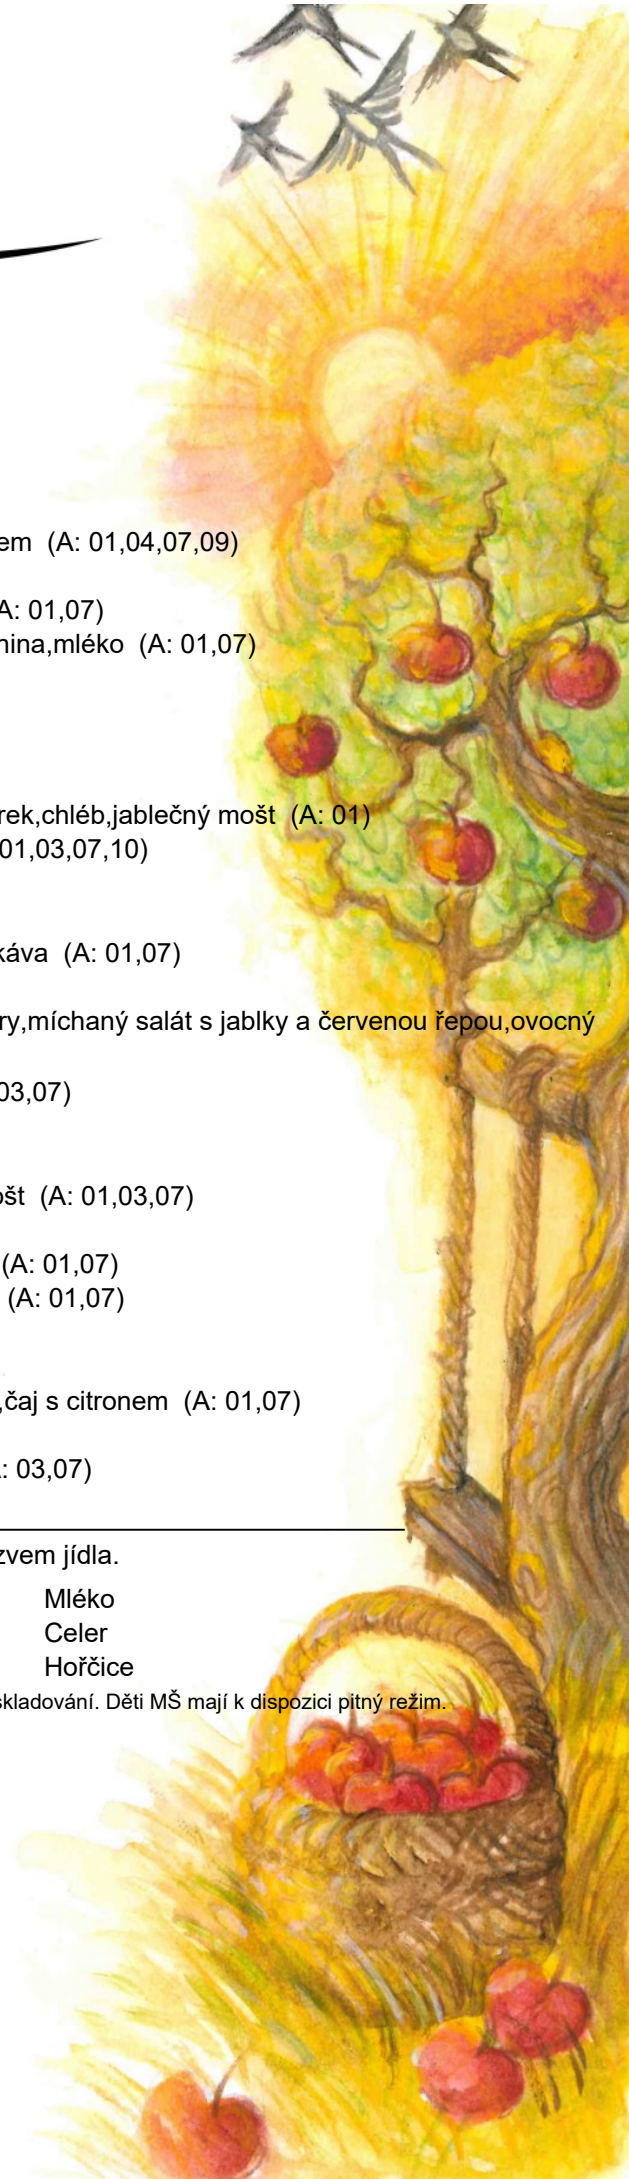 em (A: 01,04,07,09)
A: 01,07)
nina,mléko (A: 01,07)
rek,chléb,jablečný mošt (A: 01)
01,03,07,10)
káva (A: 01,07)
ry,míchaný salát s jablky a červenou řepou,ovocný
03,07)
ošt (A: 01,03,07)
(A: 01,07)
(A: 01,07)
,čaj s citronem (A: 01,07)
: 03,07)
zvem jídla.
Mléko
Celer
Hořčice
skladování. Děti MŠ mají k dispozici pitný režim.